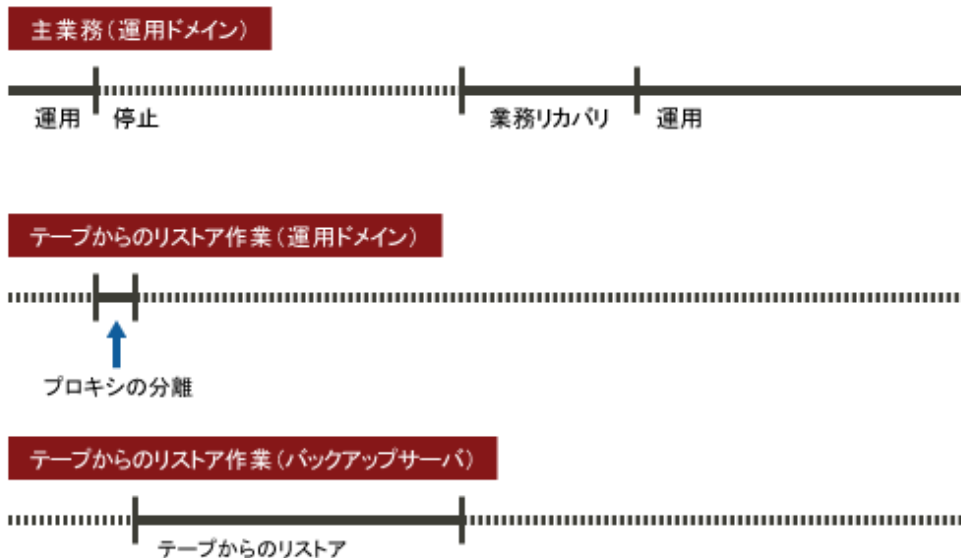 主業務(運用ドメイン)
運用 停止 業務リカバリ 運用
テープからのリストア作業(運用ドメイン)
プロキシの分離
テープからのリストア作業(バックアップサーバ)
テープからのリストア